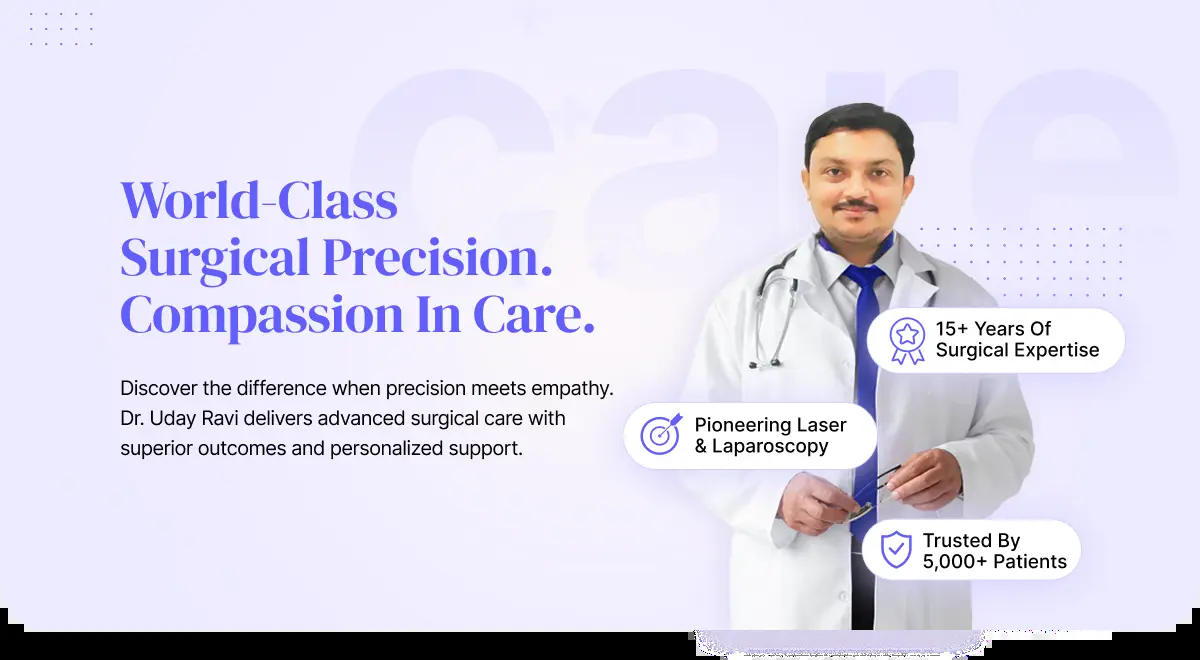 care
World-Class
Surgical Precision.
Compassion In Care.
Discover the difference when precision meets empathy.
Dr. Uday Ravi delivers advanced surgical care with
superior outcomes and personalized support.
15+ Years Of
Surgical Expertise
Pioneering Laser
& Laparoscopy
Trusted By
5,000+ Patients